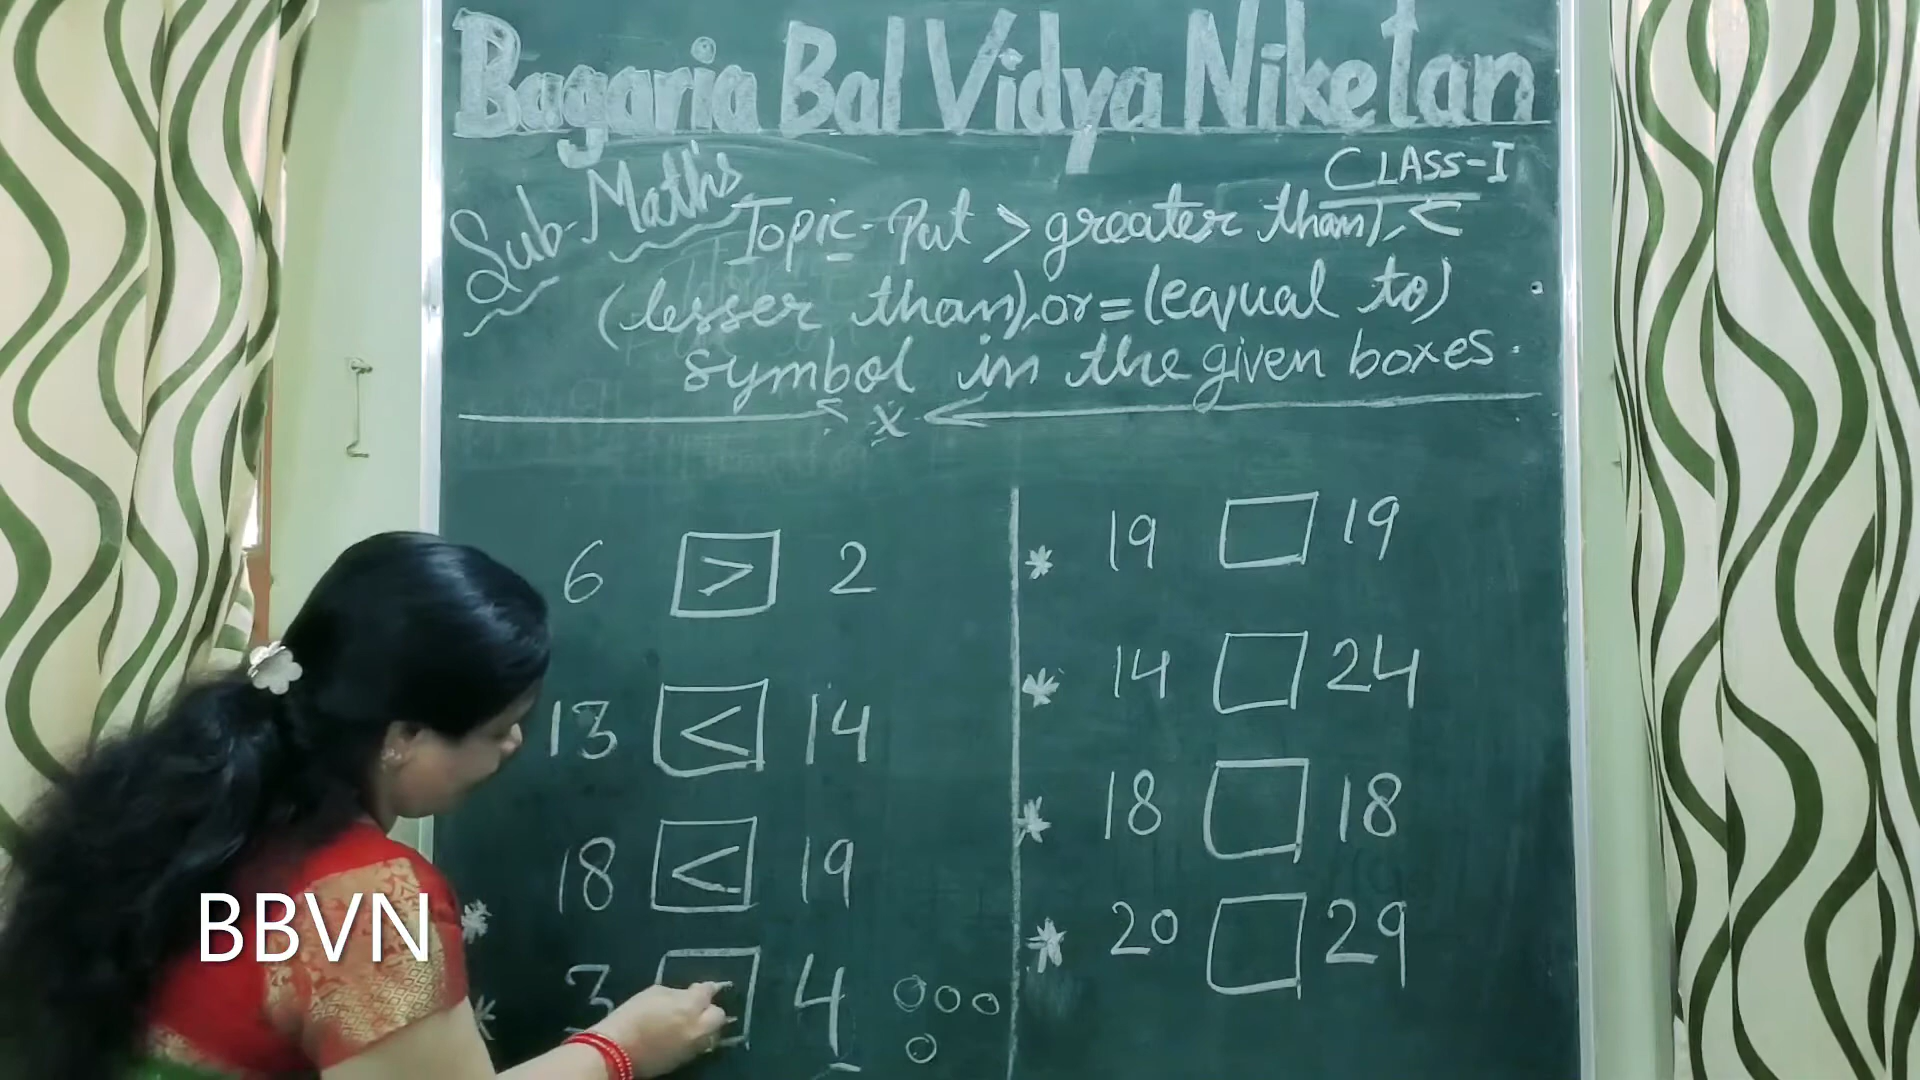 Bagaria Bal Vidya Niketan
CLASS-I
Sub-Maths
Topic- Put > greater than), <
(lesser than), or = (equal to)
symbol in the given boxes.
x
6 > 2
13 < 14
18 < 19
3 4
* 19 19
* 14 24
* 18 18
* 20 29
BBVN